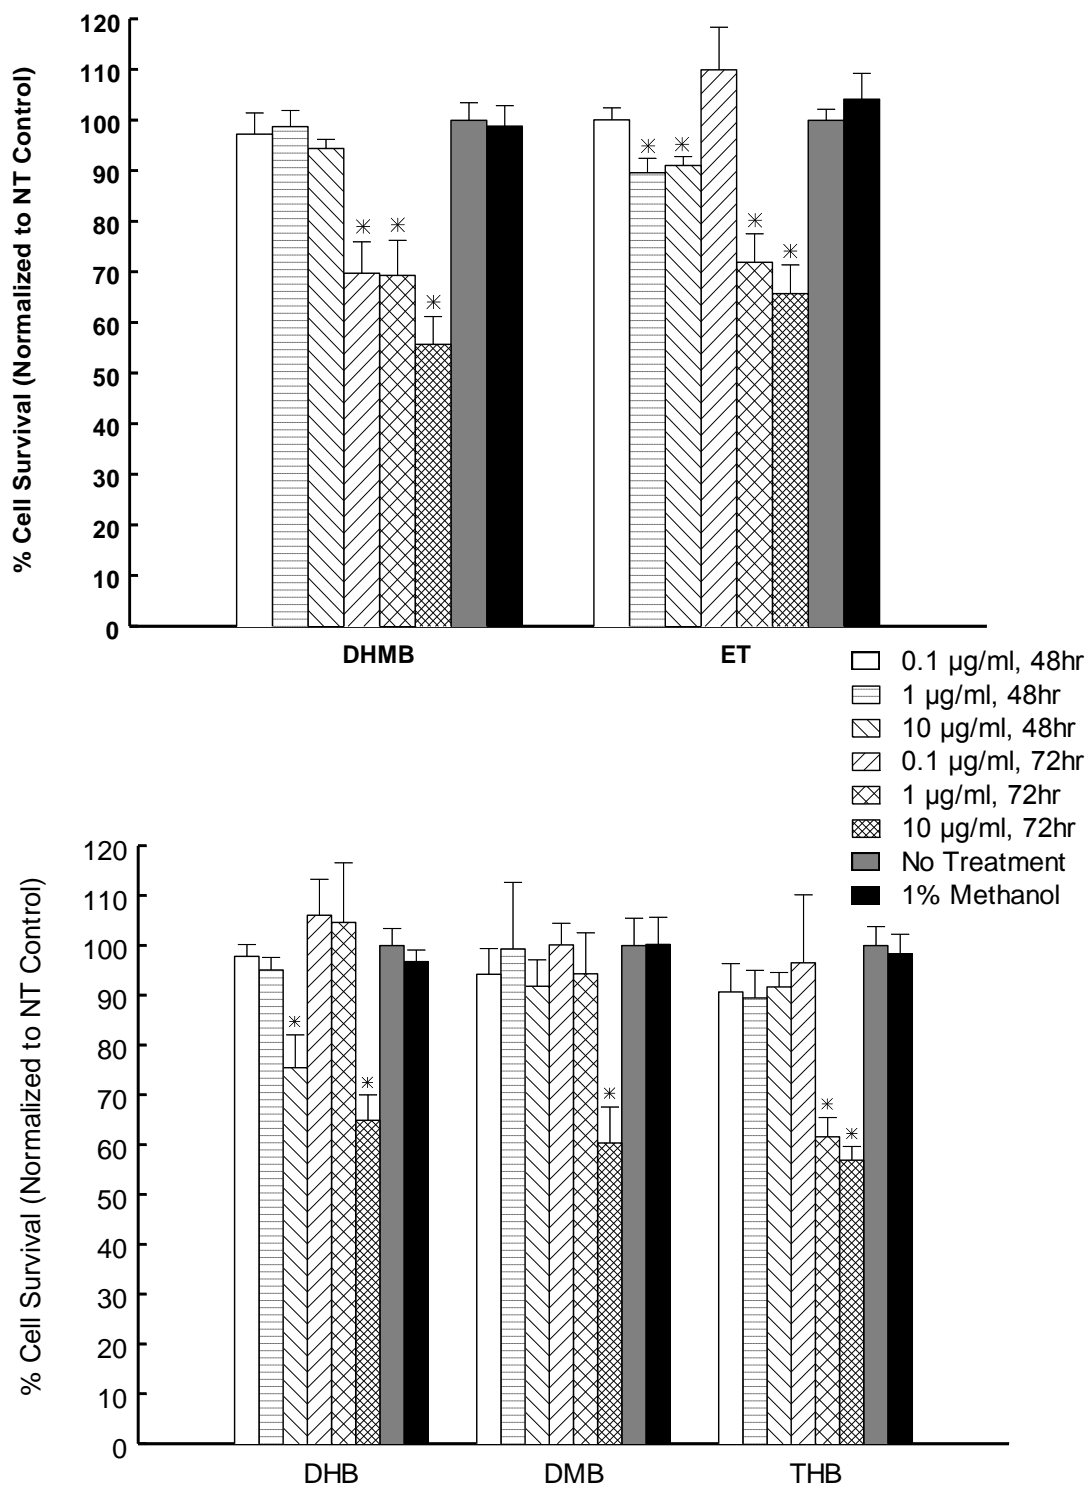 % Cell Survival (Normalized to NT Control)
120
110
100
90
80
70
60
50
40
30
20
10
0
* * *
* * * *
DHMB ET
0.1 µg/ml, 48hr
1 µg/ml, 48hr
10 µg/ml, 48hr
0.1 µg/ml, 72hr
1 µg/ml, 72hr
10 µg/ml, 72hr
No Treatment
1% Methanol
% Cell Survival (Normalized to NT Control)
120
110
100
90
80
70
60
50
40
30
20
10
0
* *
*
* *
DHB DMB THB